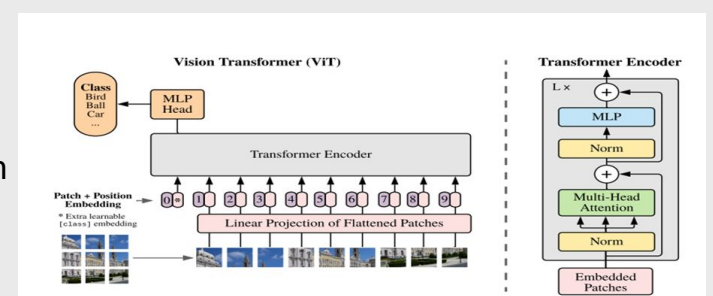 Vision Transformer (ViT)
Class
Bird
Ball
Car
...
MLP
Head
Transformer Encoder
Patch + Position
Embedding
* Extra learnable
[class] embedding
0 * 1 2 3 4 5 6 7 8 9
Linear Projection of Flattened Patches
Transformer Encoder
L ×
+
MLP
Norm
+
Multi-Head
Attention
Norm
Embedded
Patches